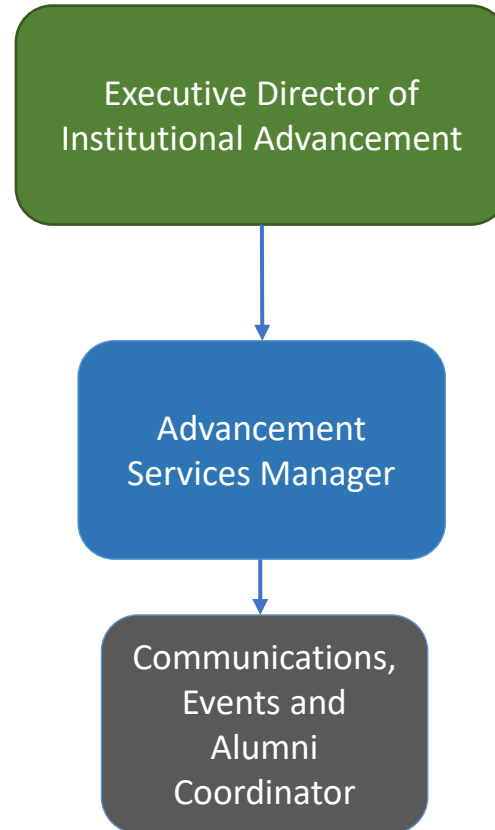 Executive Director of
Institutional Advancement
Advancement
Services Manager
Communications,
Events and
Alumni
Coordinator